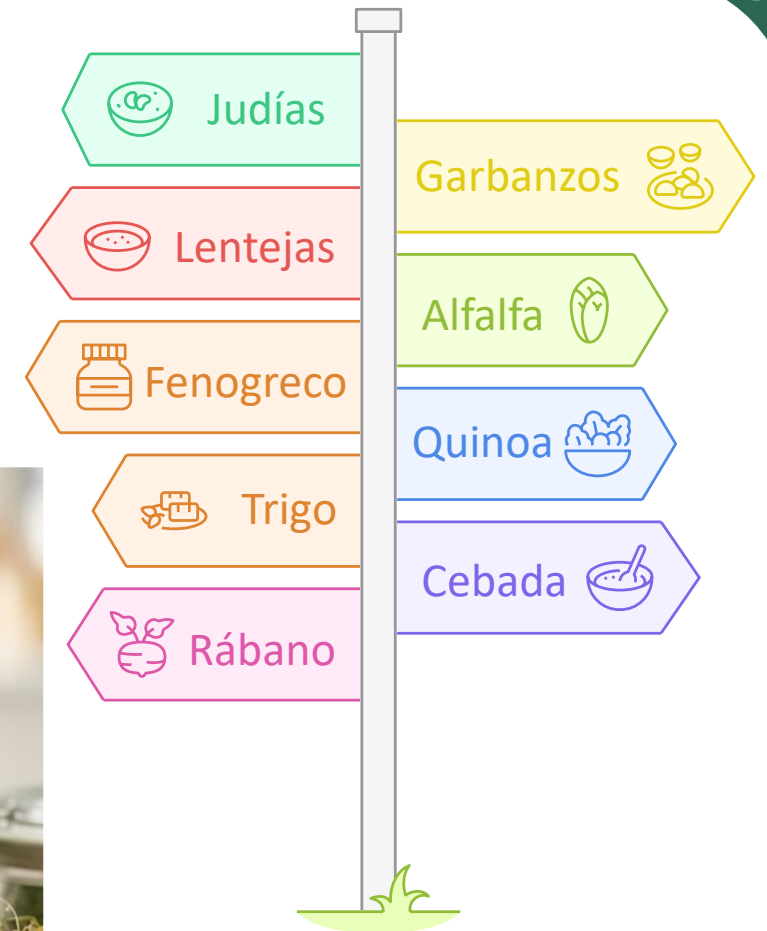 Judías
Garbanzos
Lentejas
Alfalfa
Fenogreco
Quinoa
Trigo
Cebada
Rábano